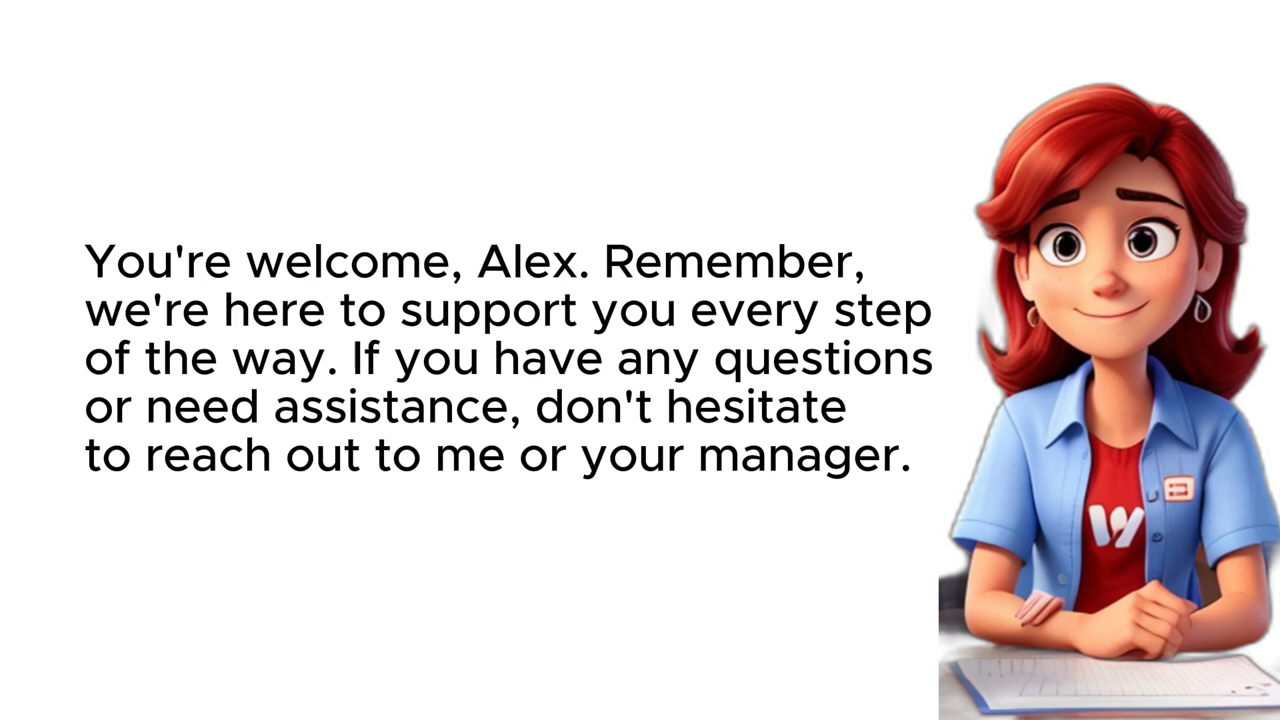 You're welcome, Alex. Remember,
we're here to support you every step
of the way. If you have any questions
or need assistance, don't hesitate
to reach out to me or your manager.